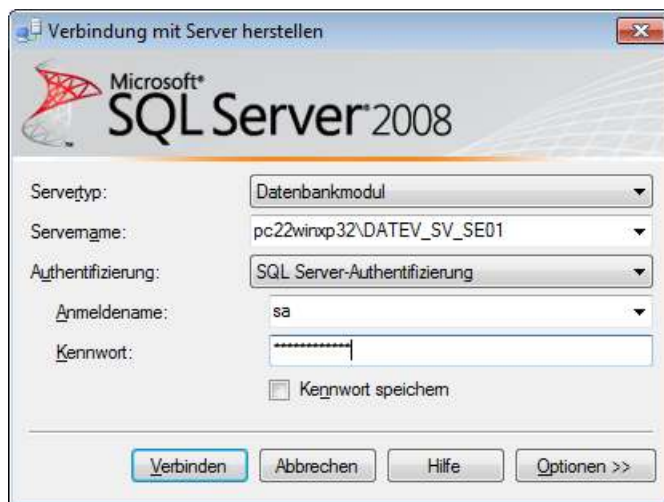 Verbindung mit Server herstellen
Microsoft®
SQL Server®2008
Servertyp: Datenbankmodul
Servername: pc22winxp32\DATEV_SV_SE01
Authentifizierung: SQL Server-Authentifizierung
Anmeldename: sa
Kennwort: ************
Kennwort speichern
Verbinden Abbrechen Hilfe Optionen >>